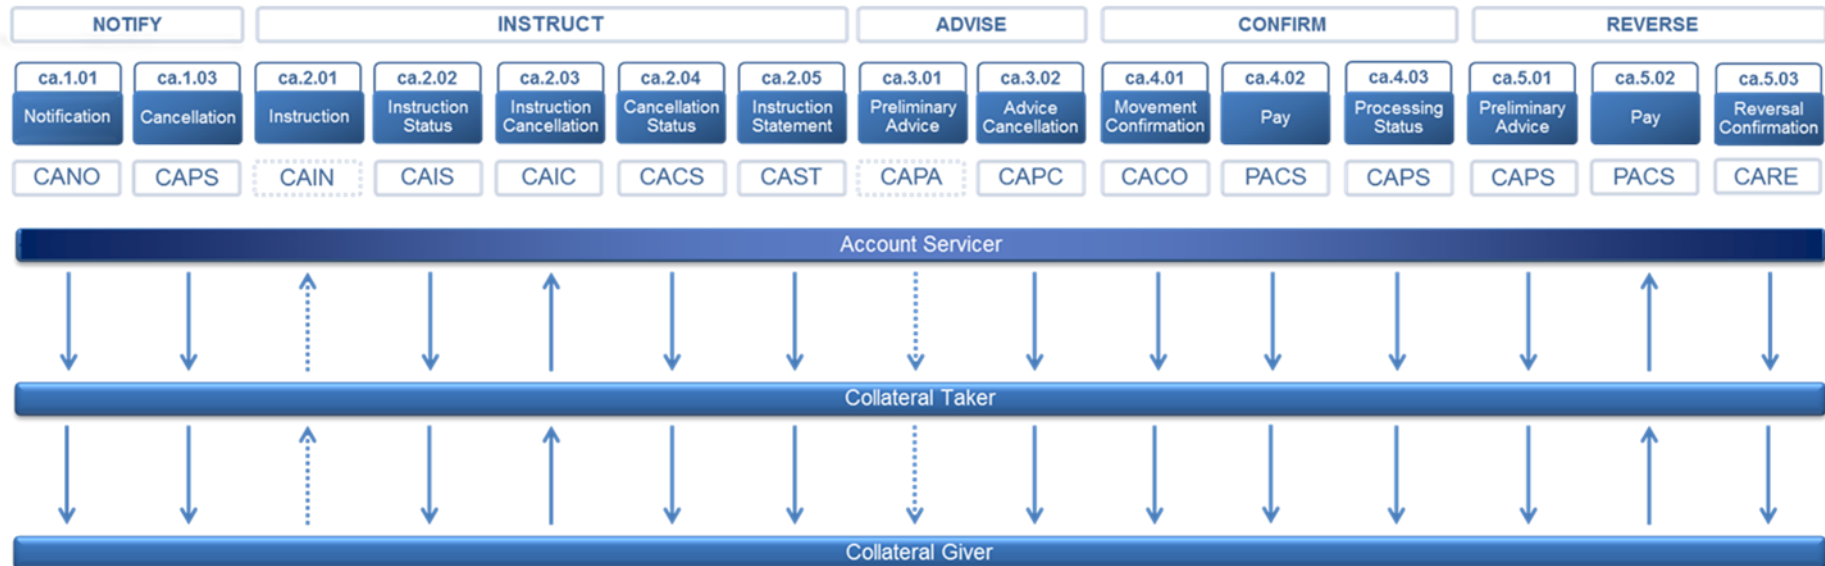 NOTIFY INSTRUCT ADVISE CONFIRM REVERSE
ca.1.01 ca.1.03 ca.2.01 ca.2.02 ca.2.03 ca.2.04 ca.2.05 ca.3.01 ca.3.02 ca.4.01 ca.4.02 ca.4.03 ca.5.01 ca.5.02 ca.5.03
Notification
Cancellation
Instruction
Instruction
Status
Instruction
Cancellation
Cancellation
Status
Instruction
Statement
Preliminary
Advice
Advice
Cancellation
Movement
Confirmation
Pay
Processing
Status
Preliminary
Advice
Pay
Reversal
Confirmation
CANO CAPS CAIN CAIS CAIC CACS CAST CAPA CAPC CACO PACS CAPS CAPS PACS CARE
Account Servicer
Collateral Taker
Collateral Giver